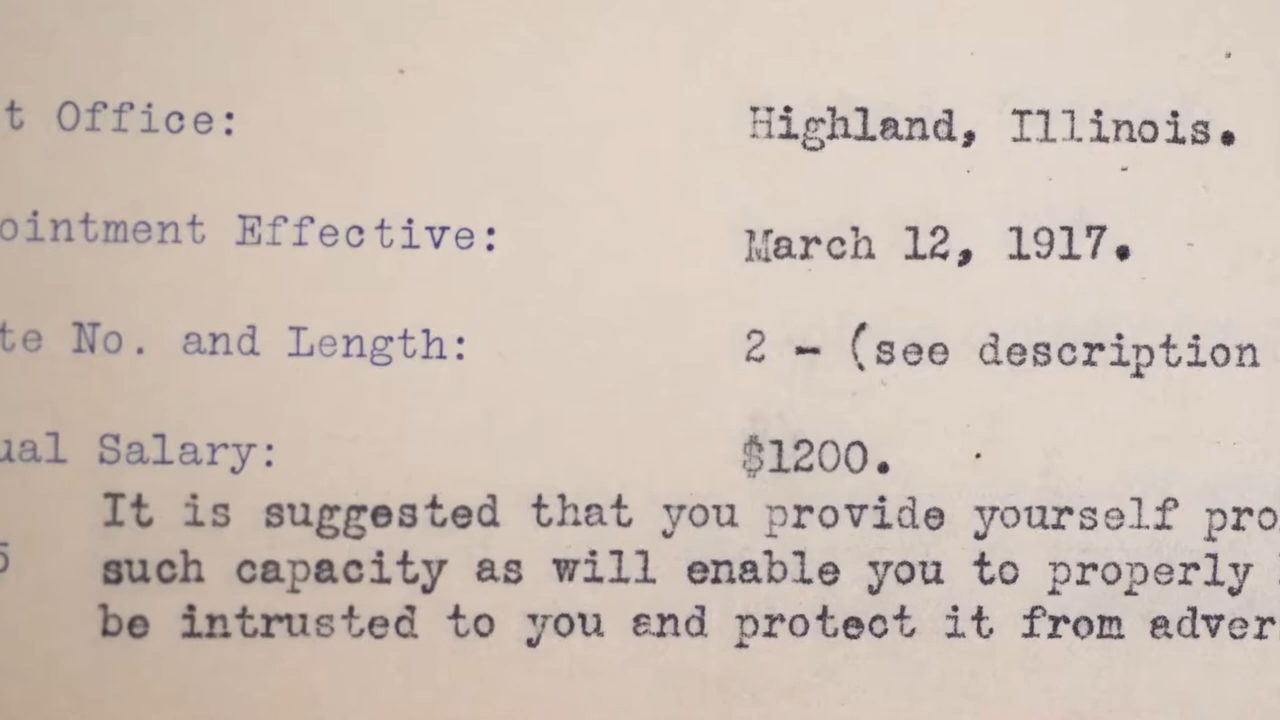 t Office: Highland, Illinois.
ointment Effective: March 12, 1917.
te No. and Length: 2 - (see description
ual Salary: $1200.
It is suggested that you provide yourself pro
5 such capacity as will enable you to properly
be intrusted to you and protect it from adver